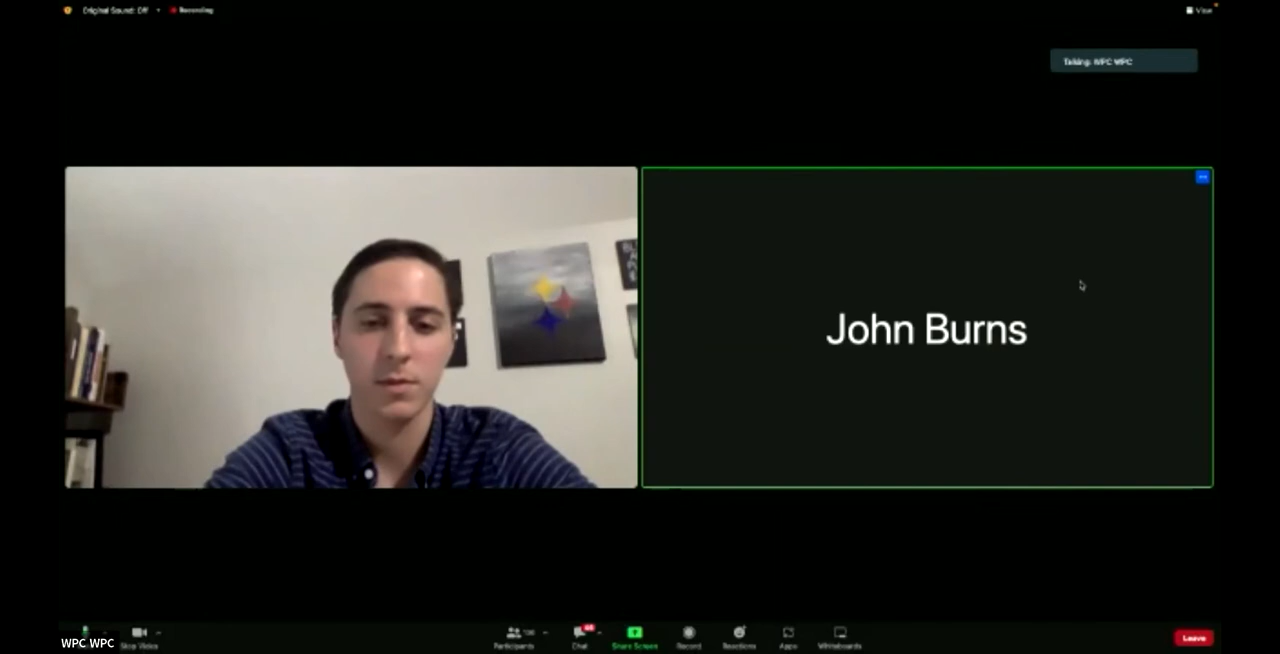 Original Sound: Off
Recording
View
Talking: WPC WPC
John Burns
WPC WPC
Stop Video
Participants
Chat
Share Screen
Record
Reactions
Apps
Whiteboards
Leave